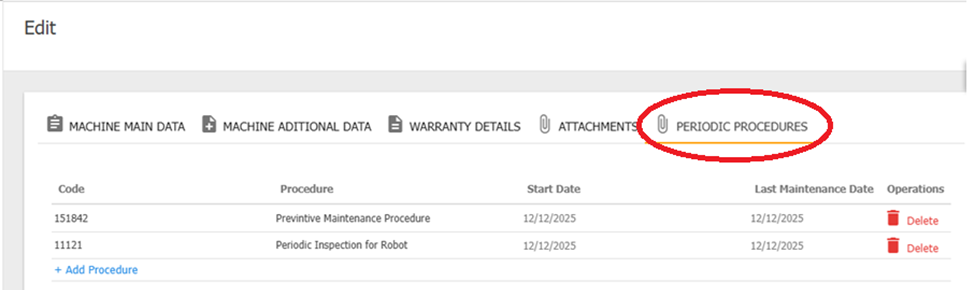 Edit
MACHINE MAIN DATA MACHINE ADITIONAL DATA WARRANTY DETAILS ATTACHMENTS PERIODIC PROCEDURES
Code Procedure Start Date Last Maintenance Date Operations
151842 Previntive Maintenance Procedure 12/12/2025 12/12/2025 Delete
11121 Periodic Inspection for Robot 12/12/2025 12/12/2025 Delete
+ Add Procedure